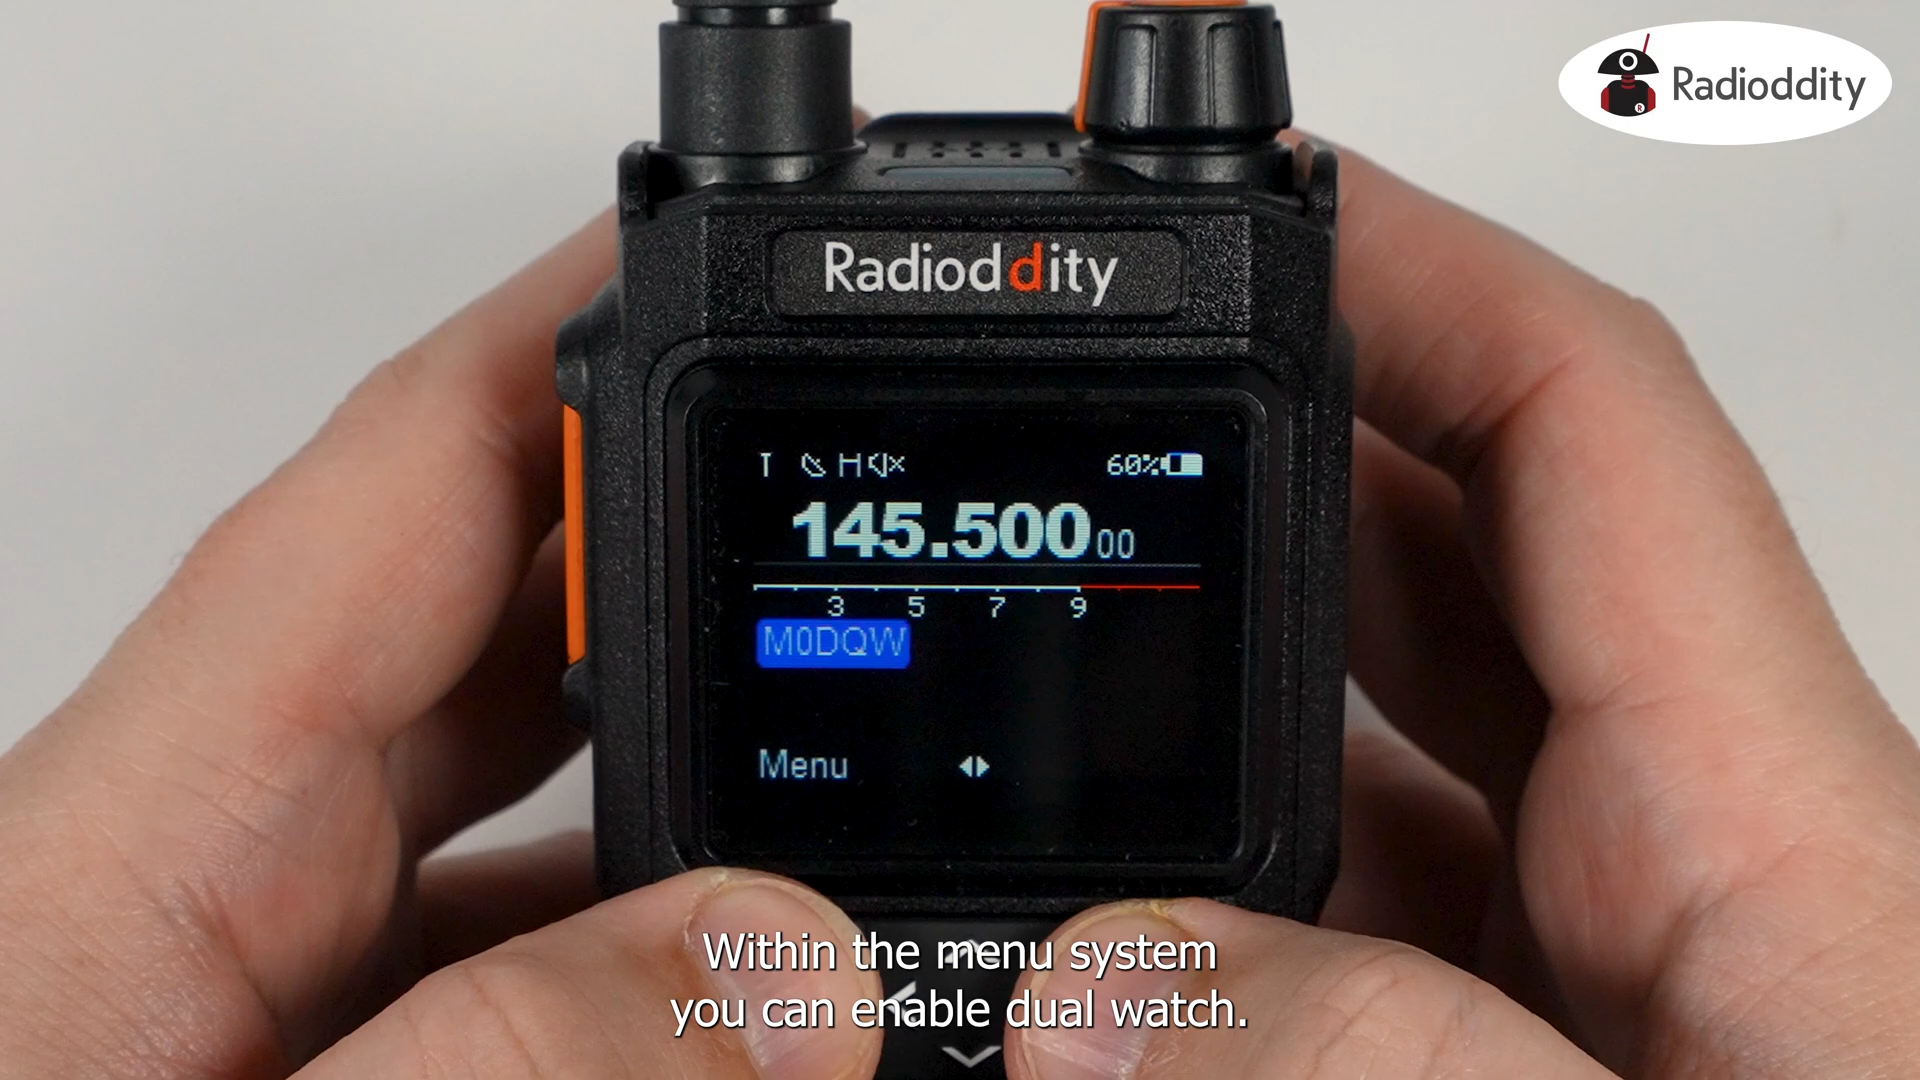 Radioddity
Radioddity
T H 60%
145.50000
3 5 7 9
M0DQW
Menu
Within the menu system
you can enable dual watch.